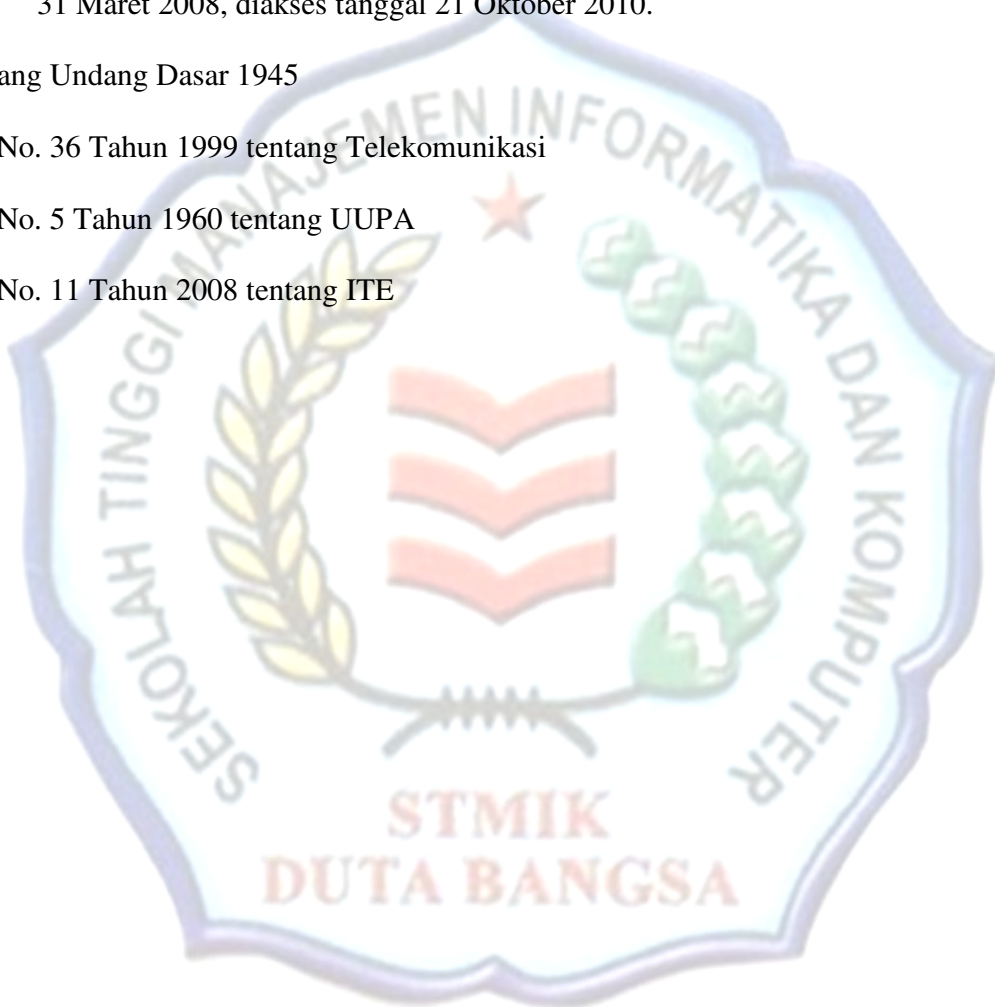 31 Maret 2008, diakses tanggal 21 Oktober 2010.
ang Undang Dasar 1945
No. 36 Tahun 1999 tentang Telekomunikasi
No. 5 Tahun 1960 tentang UUPA
No. 11 Tahun 2008 tentang ITE
SEKOLAH TINGGI MANAJEMEN INFORMATIKA DAN KOMPUTER
STMIK
DUTA BANGSA